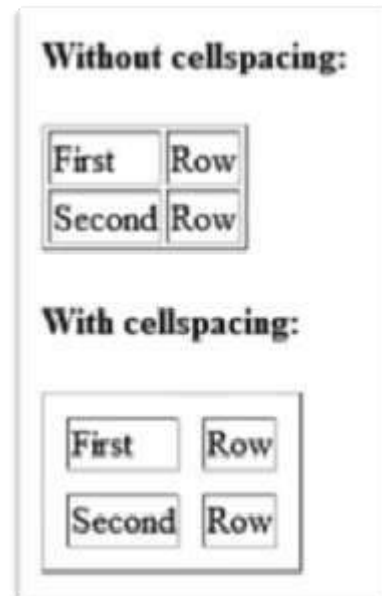 Without cellspacing:
First Row
Second Row
With cellspacing:
First Row
Second Row